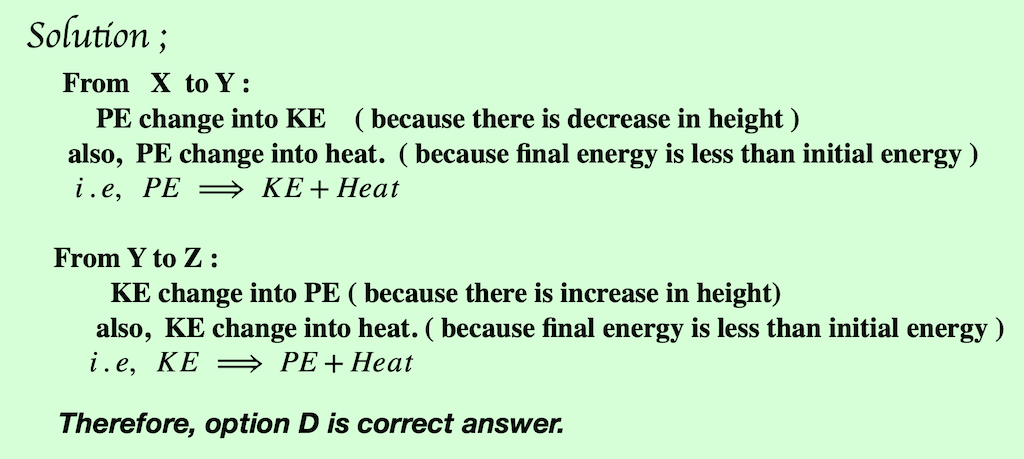 Solution ;
From X to Y :
PE change into KE ( because there is decrease in height )
also, PE change into heat. ( because final energy is less than initial energy )
i . e, PE ⟹ KE + Heat
From Y to Z :
KE change into PE ( because there is increase in height)
also, KE change into heat. ( because final energy is less than initial energy )
i . e, KE ⟹ PE + Heat
Therefore, option D is correct answer.